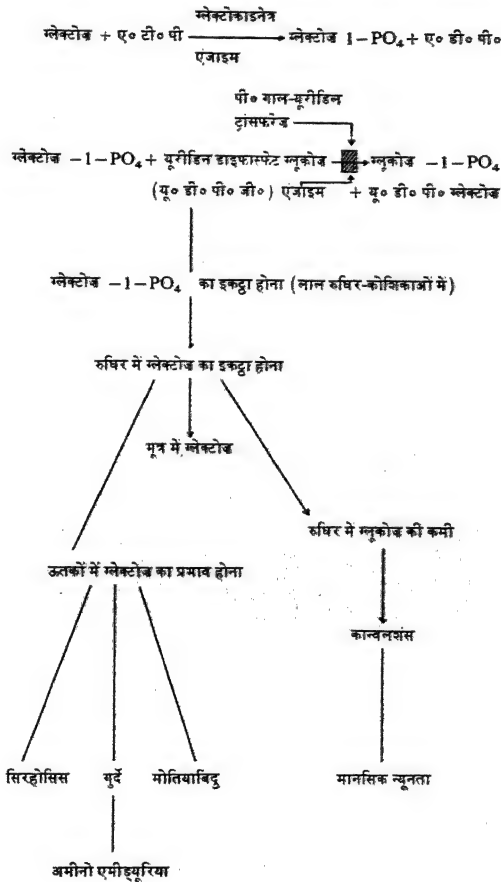 ग्लेक्टोकाइनेज
ग्लेक्टोज + ए० टी० पी ग्लेक्टोज 1-PO₄ + ए० डी० पी०
एंजाइम
पी० गाल-यूरीडिल
ट्रांसफरेज
ग्लेक्टोज -1-PO₄ + यूरीडिन डाइफास्फेट ग्लूकोज ग्लूकोज -1-PO₄
(यू० डी० पी० जी०) एंजाइम + यू० डी० पी० ग्लेक्टोज
ग्लेक्टोज -1-PO₄ का इकट्ठा होना (लाल रुधिर-कोशिकाओं में)
रुधिर में ग्लेक्टोज का इकट्ठा होना
मूत्र में ग्लेक्टोज
रुधिर में ग्लूकोज की कमी
ऊतकों में ग्लेक्टोज का प्रभाव होना
कान्वलशंस
सिरहोसिस गुर्दे मोतियाबिंदु मानसिक न्यूनता
अमीनो एमीड्यूरिया